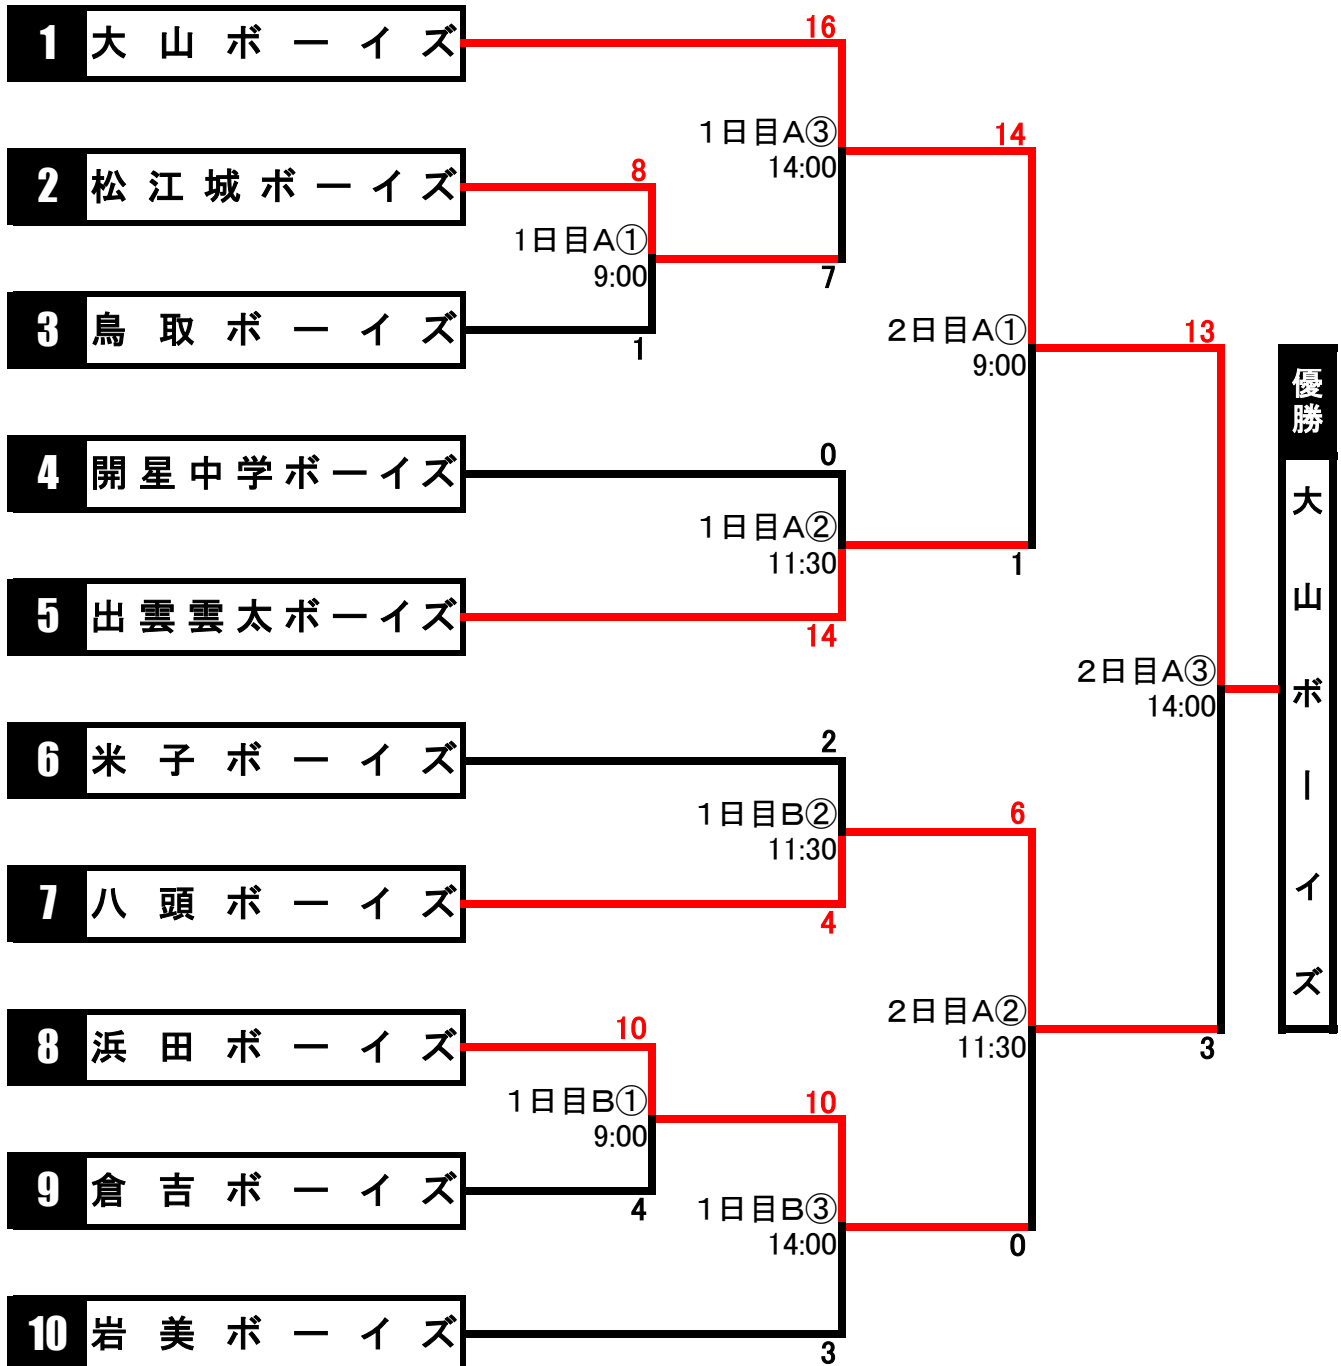 1 大山ボーイズ
16
1日目A③
14:00
14
2 松江城ボーイズ
8
1日目A①
9:00
7
3 鳥取ボーイズ
1
2日目A①
9:00
13
優勝
大山ボーイズ
4 開星中学ボーイズ
0
1日目A②
11:30
1
5 出雲雲太ボーイズ
14
2日目A③
14:00
6 米子ボーイズ
2
1日目B②
11:30
6
7 八頭ボーイズ
4
2日目A②
11:30
3
8 浜田ボーイズ
10
1日目B①
9:00
10
9 倉吉ボーイズ
4
1日目B③
14:00
0
10 岩美ボーイズ
3